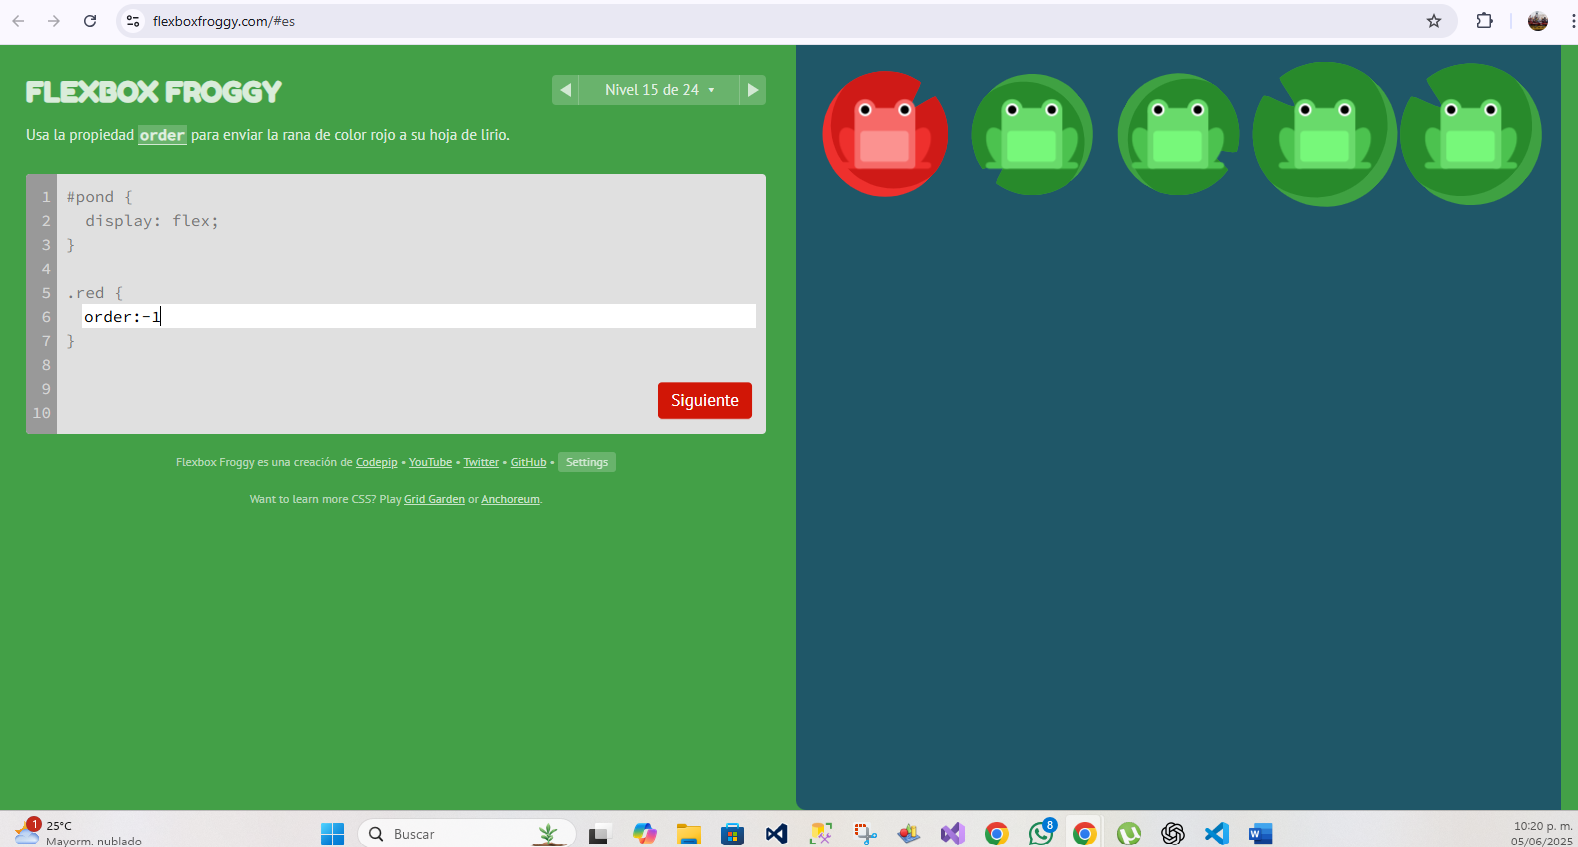 flexboxfroggy.com/#es
FLEXBOX FROGGY
Nivel 15 de 24
Usa la propiedad order para enviar la rana de color rojo a su hoja de lirio.
1 #pond {
2 display: flex;
3 }
4
5 .red {
6 order:-1
7 }
8
9
10
Siguiente
Flexbox Froggy es una creación de Codepip • YouTube • Twitter • GitHub • Settings
Want to learn more CSS? Play Grid Garden or Anchoreum.
1
25°C
Mayorm. nublado
Buscar
8
W
10:20 p. m.
05/06/2025